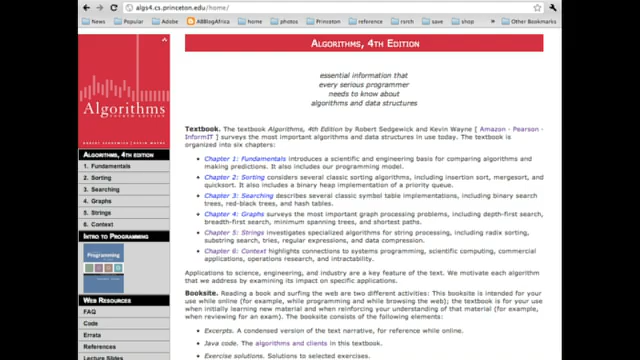 algs4.cs.princeton.edu/home/
News Popular Adobe ABBlogAfrica home photos Princeton reference save shop Other Bookmarks
Algorithms
FOURTH EDITION
ROBERT SEDGEWICK | KEVIN WAYNE
ALGORITHMS, 4TH EDITION
1. Fundamentals
2. Sorting
3. Searching
4. Graphs
5. Strings
6. Context
INTRO TO PROGRAMMING
Programming
WEB RESOURCES
FAQ
Code
Errata
References
Lecture Slides
ALGORITHMS, 4TH EDITION
essential information that
every serious programmer
needs to know about
algorithms and data structures
Textbook. The textbook Algorithms, 4th Edition by Robert Sedgewick and Kevin Wayne [ Amazon · Pearson ·
InformIT ] surveys the most important algorithms and data structures in use today. The textbook is
organized into six chapters:
• Chapter 1: Fundamentals introduces a scientific and engineering basis for comparing algorithms and
making predictions. It also includes our programming model.
• Chapter 2: Sorting considers several classic sorting algorithms, including insertion sort, mergesort, and
quicksort. It also includes a binary heap implementation of a priority queue.
• Chapter 3: Searching describes several classic symbol table implementations, including binary search
trees, red-black trees, and hash tables.
• Chapter 4: Graphs surveys the most important graph processing problems, including depth-first search,
breadth-first search, minimum spanning trees, and shortest paths.
• Chapter 5: Strings investigates specialized algorithms for string processing, including radix sorting,
substring search, tries, regular expressions, and data compression.
• Chapter 6: Context highlights connections to systems programming, scientific computing, commercial
applications, operations research, and intractability.
Applications to science, engineering, and industry are a key feature of the text. We motivate each algorithm
that we address by examining its impact on specific applications.
Booksite. Reading a book and surfing the web are two different activities: This booksite is intended for your
use while online (for example, while programming and while browsing the web); the textbook is for your use
when initially learning new material and when reinforcing your understanding of that material (for example,
when reviewing for an exam). The booksite consists of the following elements:
• Excerpts. A condensed version of the text narrative, for reference while online.
• Java code. The algorithms and clients in this textbook.
• Exercise solutions. Solutions to selected exercises.